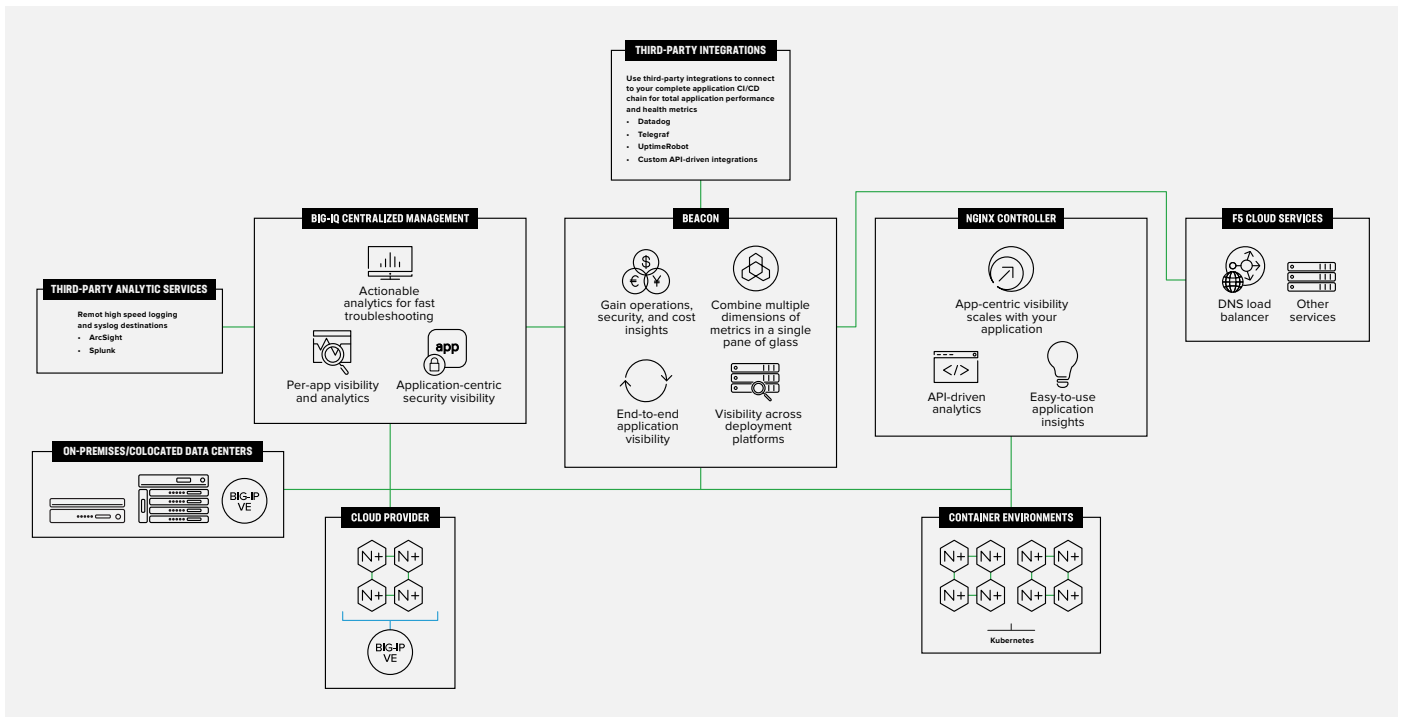 THIRD-PARTY INTEGRATIONS
Use third-party integrations to connect
to your complete application CI/CD
chain for total application performance
and health metrics
• Datadog
• Telegraf
• UptimeRobot
• Custom API-driven integrations
BIG-IQ CENTRALIZED MANAGEMENT
Actionable
analytics for fast
troubleshooting
app
Per-app visibility
and analytics
Application-centric
security visibility
BEACON
$
€ ¥
Gain operations,
security, and cost
insights
Combine multiple
dimensions of
metrics in a single
pane of glass
End-to-end
application
visibility
Visibility across
deployment
platforms
NGINX CONTROLLER
App-centric visibility
scales with your
application
</>
API-driven
analytics
Easy-to-use
application
insights
F5 CLOUD SERVICES
DNS load
balancer
Other
services
THIRD-PARTY ANALYTIC SERVICES
Remot high speed logging
and syslog destinations
• ArcSight
• Splunk
ON-PREMISES/COLOCATED DATA CENTERS
BIG-IP
VE
CLOUD PROVIDER
N+ N+
N+ N+
BIG-IP
VE
CONTAINER ENVIRONMENTS
N+ N+ N+ N+
N+ N+ N+ N+
Kubernetes